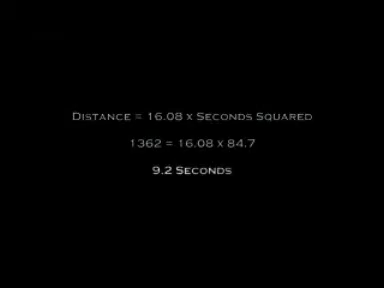 Distance = 16.08 x Seconds Squared
1362 = 16.08 x 84.7
9.2 Seconds